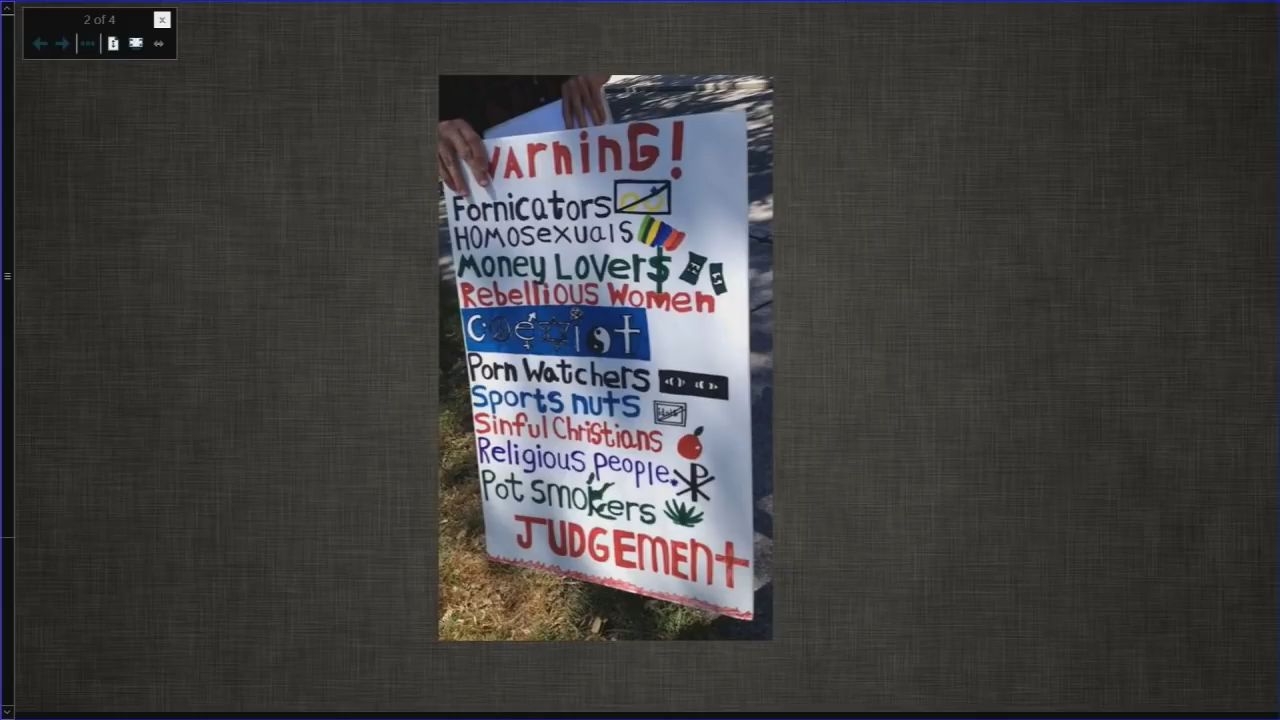 2 of 4
x
WarninG!
Fornicators
HOMOsexuals
Money Lover$
Rebellious Women
Coexist
Porn Watchers
Sports nuts
Sinful Christians
Religious people.
Pot smokers
JUDGEMENt